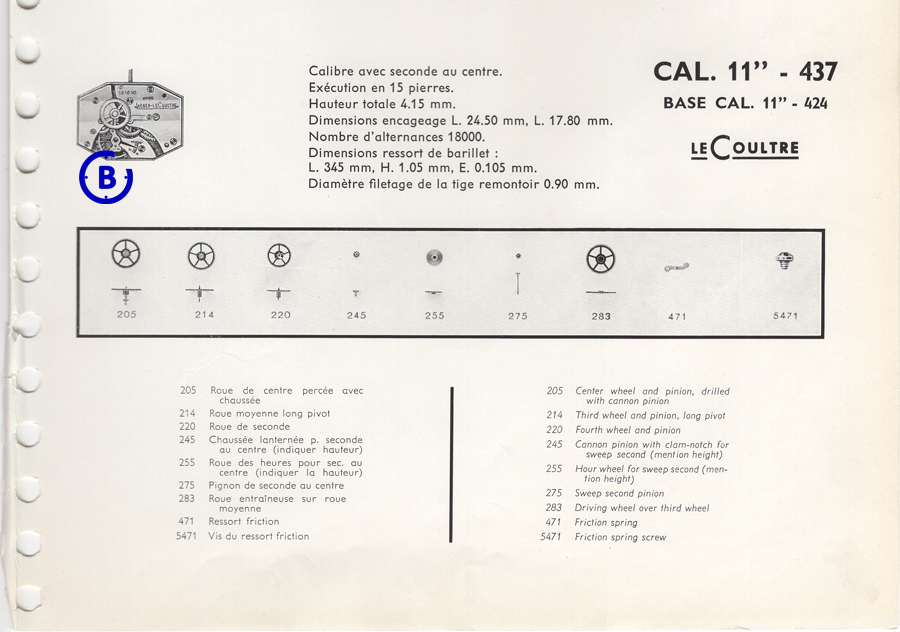 Calibre avec seconde au centre.
Exécution en 15 pierres.
Hauteur totale 4.15 mm.
Dimensions encageage L. 24.50 mm, L. 17.80 mm.
Nombre d'alternances 18000.
Dimensions ressort de barillet :
L. 345 mm, H. 1.05 mm, E. 0.105 mm.
Diamètre filetage de la tige remontoir 0.90 mm.
CAL. 11” - 437
BASE CAL. 11” - 424
LECOULTRE
JAEGER-LECOULTRE
B
205 214 220 245 255 275 283 471 5471
205 Roue de centre percée avec
chaussée
214 Roue moyenne long pivot
220 Roue de seconde
245 Chaussée lanternée p. seconde
au centre (indiquer hauteur)
255 Roue des heures pour sec. au
centre (indiquer la hauteur)
275 Pignon de seconde au centre
283 Roue entraîneuse sur roue
moyenne
471 Ressort friction
5471 Vis du ressort friction
205 Center wheel and pinion, drilled
with cannon pinion
214 Third wheel and pinion, long pivot
220 Fourth wheel and pinion
245 Cannon pinion with clam-notch for
sweep second (mention height)
255 Hour wheel for sweep second (men-
tion height)
275 Sweep second pinion
283 Driving wheel over third wheel
471 Friction spring
5471 Friction spring screw